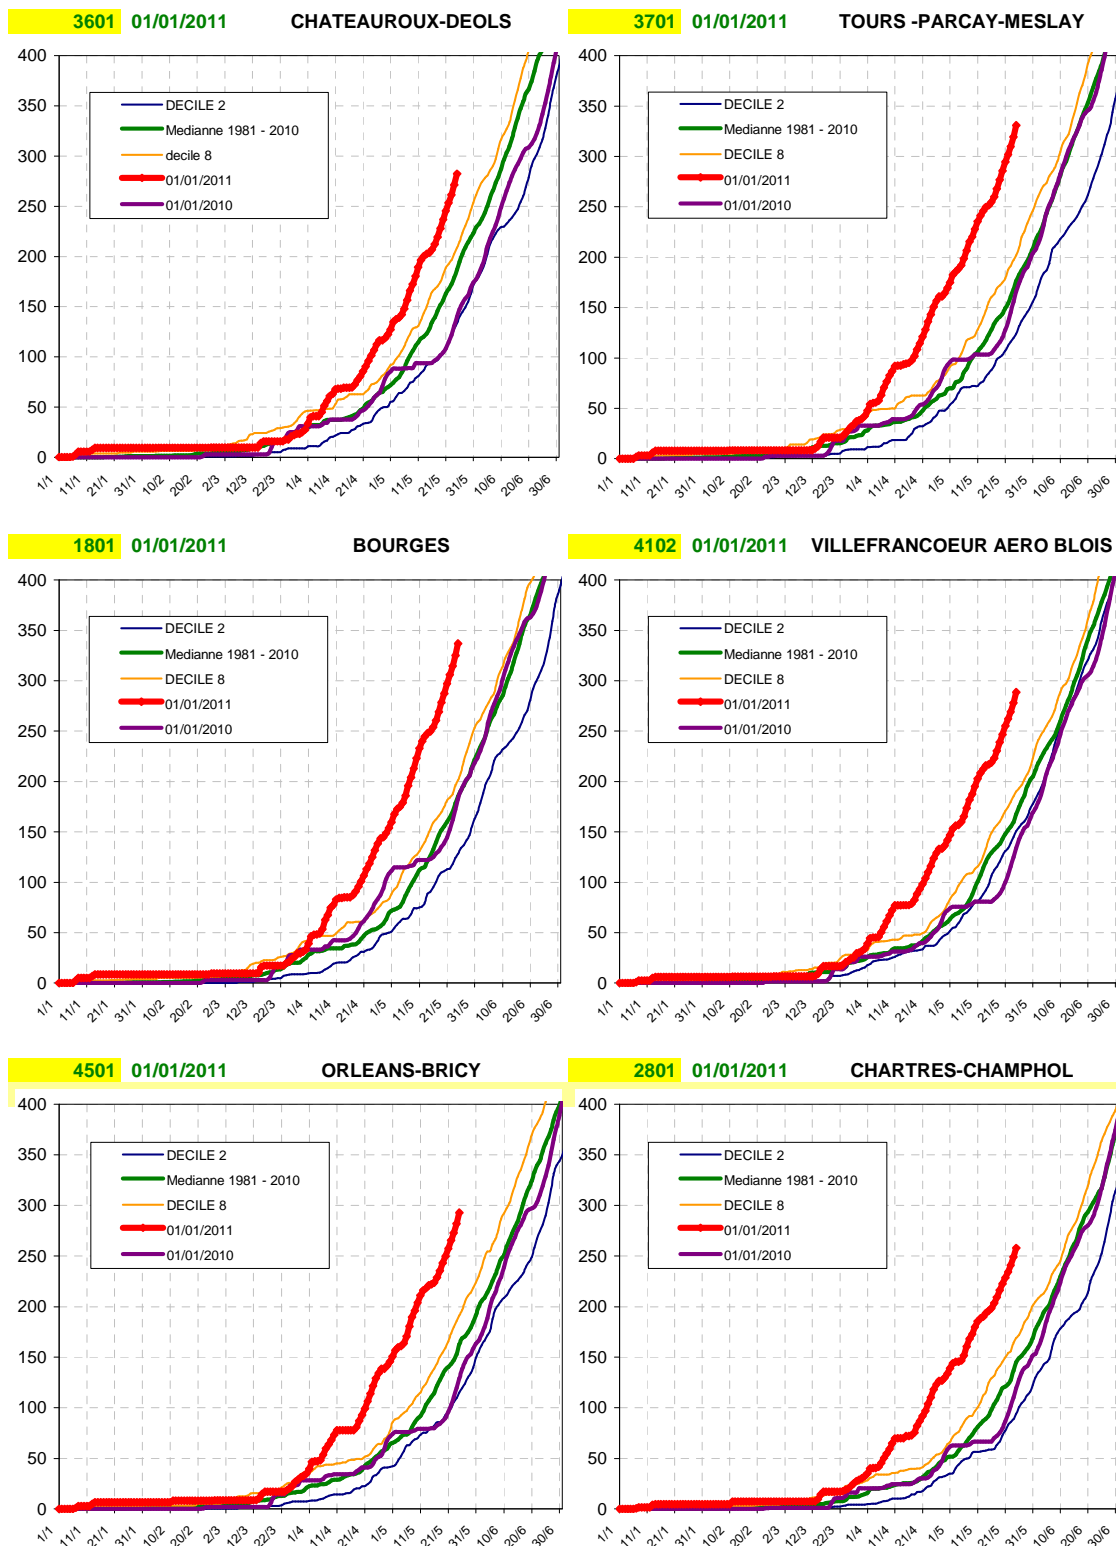 3601 01/01/2011 CHATEAUROUX-DEOLS
400
350
300
250
200
150
100
50
0
DECILE 2
Medianne 1981 - 2010
decile 8
01/01/2011
01/01/2010
1/1 11/1 21/1 31/1 10/2 20/2 2/3 12/3 22/3 1/4 11/4 21/4 1/5 11/5 21/5 31/5 10/6 20/6 30/6
3701 01/01/2011 TOURS -PARCAY-MESLAY
400
350
300
250
200
150
100
50
0
DECILE 2
Medianne 1981 - 2010
DECILE 8
01/01/2011
01/01/2010
1/1 11/1 21/1 31/1 10/2 20/2 2/3 12/3 22/3 1/4 11/4 21/4 1/5 11/5 21/5 31/5 10/6 20/6 30/6
1801 01/01/2011 BOURGES
400
350
300
250
200
150
100
50
0
DECILE 2
Medianne 1981 - 2010
DECILE 8
01/01/2011
01/01/2010
1/1 11/1 21/1 31/1 10/2 20/2 2/3 12/3 22/3 1/4 11/4 21/4 1/5 11/5 21/5 31/5 10/6 20/6 30/6
4102 01/01/2011 VILLEFRANCOEUR AERO BLOIS
400
350
300
250
200
150
100
50
0
DECILE 2
Medianne 1981 - 2010
DECILE 8
01/01/2011
01/01/2010
1/1 11/1 21/1 31/1 10/2 20/2 2/3 12/3 22/3 1/4 11/4 21/4 1/5 11/5 21/5 31/5 10/6 20/6 30/6
4501 01/01/2011 ORLEANS-BRICY
400
350
300
250
200
150
100
50
0
DECILE 2
Medianne 1981 - 2010
DECILE 8
01/01/2011
01/01/2010
1/1 11/1 21/1 31/1 10/2 20/2 2/3 12/3 22/3 1/4 11/4 21/4 1/5 11/5 21/5 31/5 10/6 20/6 30/6
2801 01/01/2011 CHARTRES-CHAMPHOL
400
350
300
250
200
150
100
50
0
DECILE 2
Medianne 1981 - 2010
DECILE 8
01/01/2011
01/01/2010
1/1 11/1 21/1 31/1 10/2 20/2 2/3 12/3 22/3 1/4 11/4 21/4 1/5 11/5 21/5 31/5 10/6 20/6 30/6